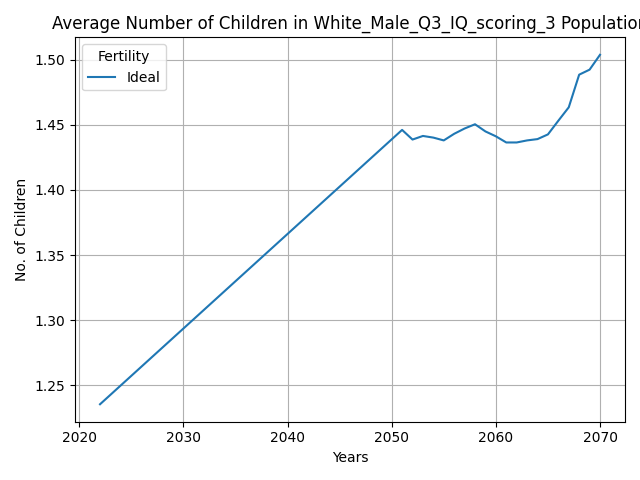 Average Number of Children in White_Male_Q3_IQ_scoring_3 Population
Fertility
Ideal
1.50
1.45
1.40
1.35
1.30
1.25
No. of Children
2020 2030 2040 2050 2060 2070
Years